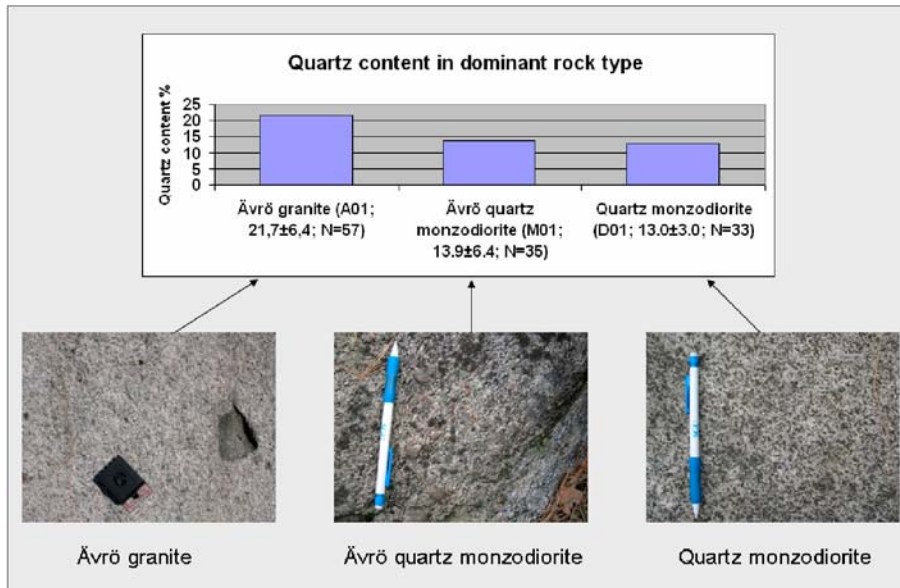 Quartz content in dominant rock type
Quartz content %
25
20
15
10
5
0
Ävrö granite (A01;
21,7±6,4; N=57)
Ävrö quartz
monzodiorite (M01;
13.9±6.4; N=35)
Quartz monzodiorite
(D01; 13.0±3.0; N=33)
Ävrö granite
Ävrö quartz monzodiorite
Quartz monzodiorite